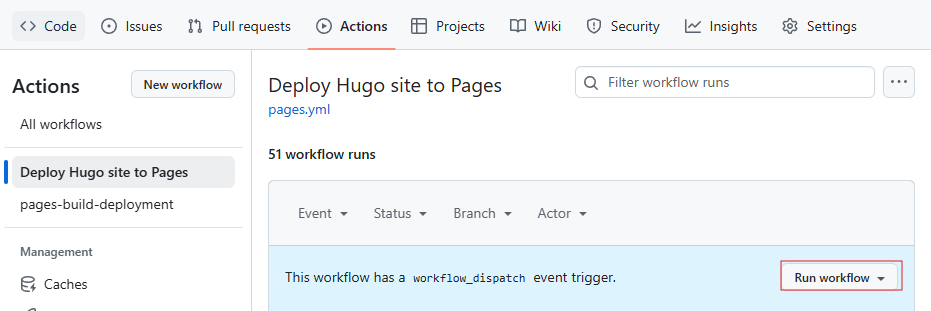 Code Issues Pull requests Actions Projects Wiki Security Insights Settings
Actions
New workflow
All workflows
Deploy Hugo site to Pages
pages-build-deployment
Management
Caches
Deploy Hugo site to Pages
pages.yml
Filter workflow runs
51 workflow runs
Event Status Branch Actor
This workflow has a workflow_dispatch event trigger.
Run workflow